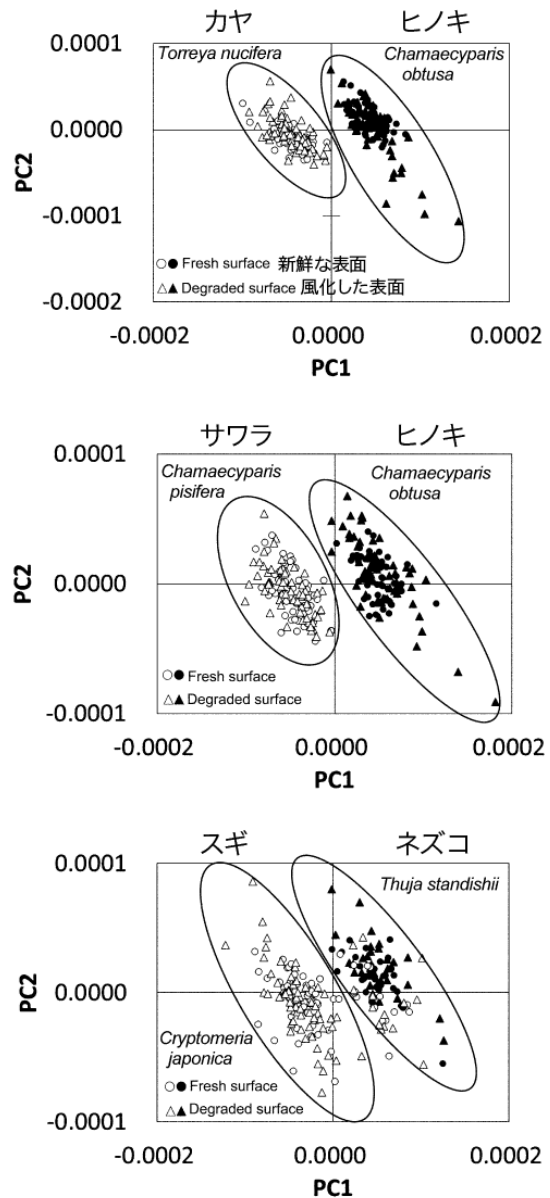 カヤ ヒノキ
0.0001
Torreya nucifera
Chamaecyparis
obtusa
0.0000
PC2
-0.0001
○● Fresh surface 新鮮な表面
△▲ Degraded surface 風化した表面
-0.0002
-0.0002 0.0000 0.0002
PC1
サワラ ヒノキ
0.0001
Chamaecyparis
pisifera
Chamaecyparis
obtusa
PC2
0.0000
○● Fresh surface
△▲ Degraded surface
-0.0001
-0.0002 0.0000 0.0002
PC1
スギ ネズコ
0.0001
Thuja standishii
PC2
0.0000
Cryptomeria
japonica
○● Fresh surface
△▲ Degraded surface
-0.0001
-0.0002 0.0000 0.0002
PC1